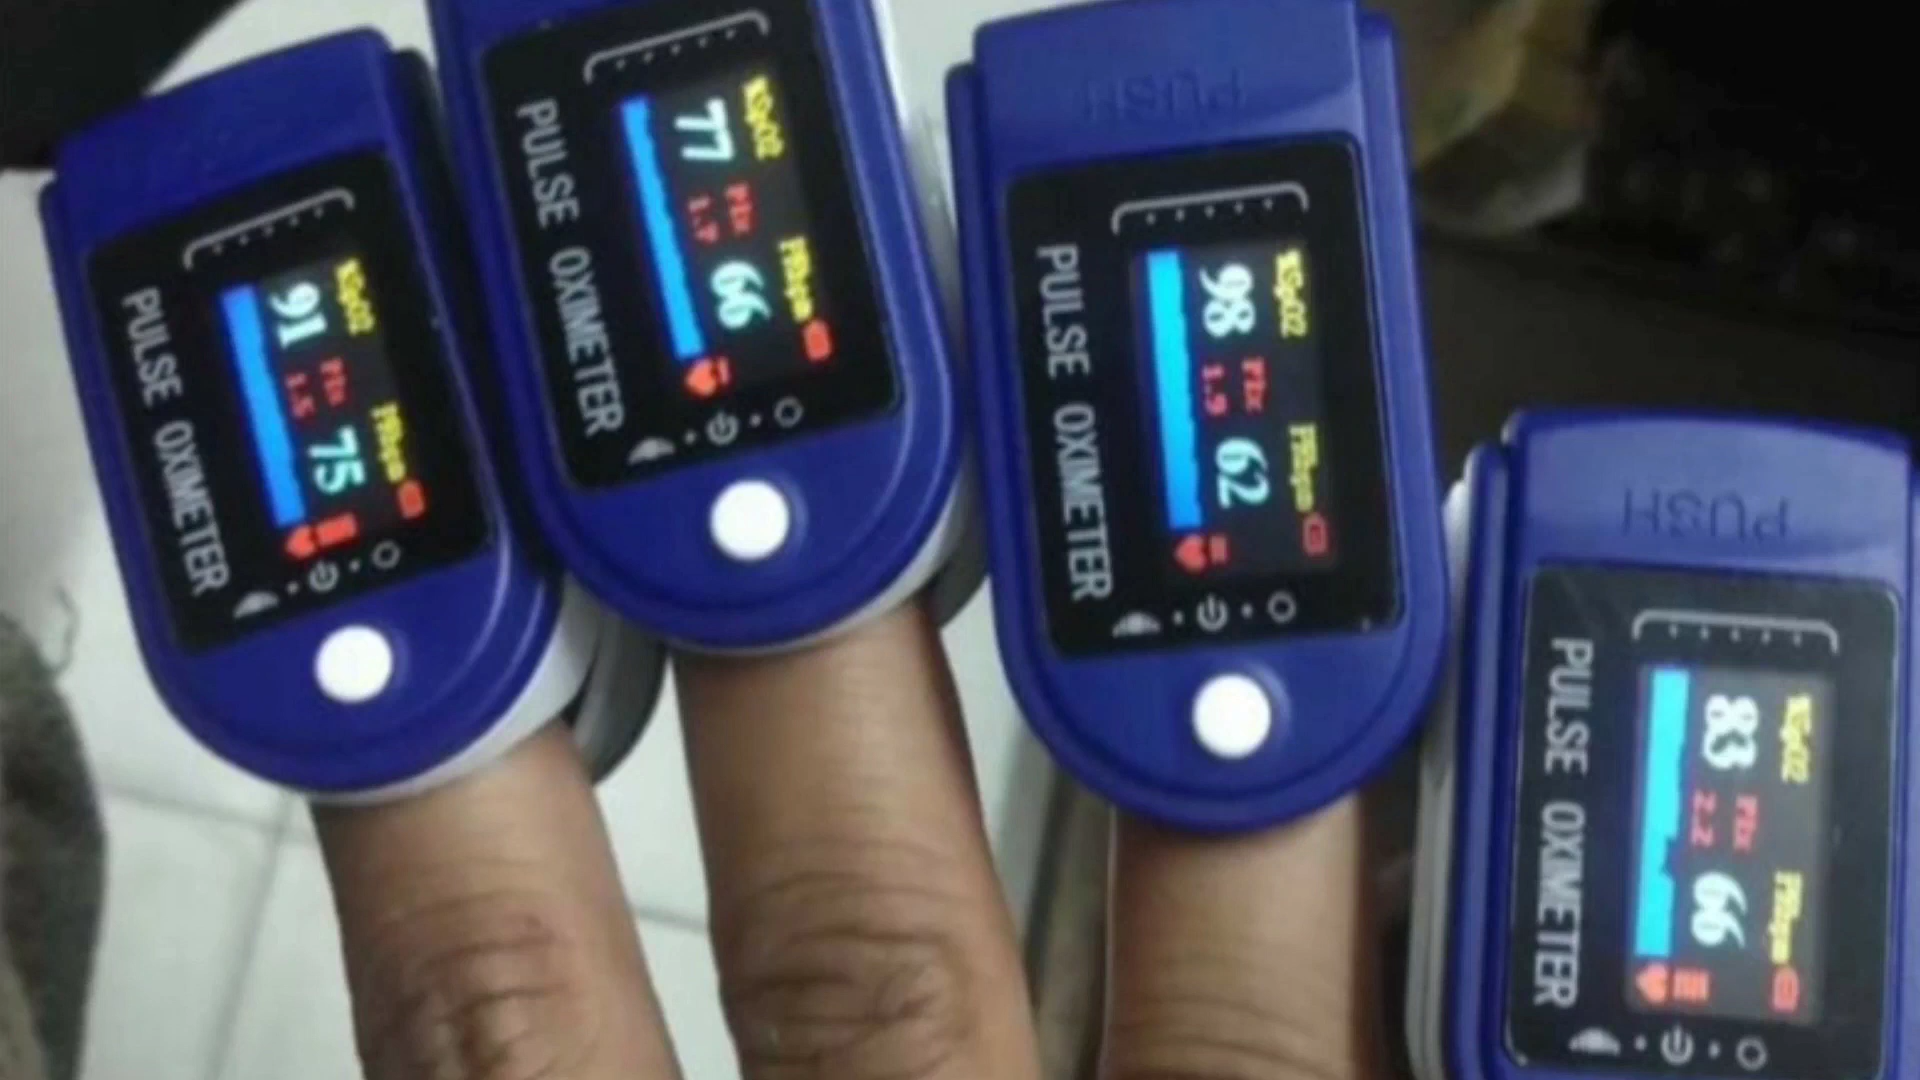 %SpO2 PRbpm
91 PI% 1.5 75
PULSE OXIMETER
%SpO2 PRbpm
77 PI% 1.7 66
PULSE OXIMETER
PUSH
%SpO2 PRbpm
98 PI% 1.9 62
PULSE OXIMETER
PUSH
%SpO2 PRbpm
83 PI% 2.2 66
PULSE OXIMETER